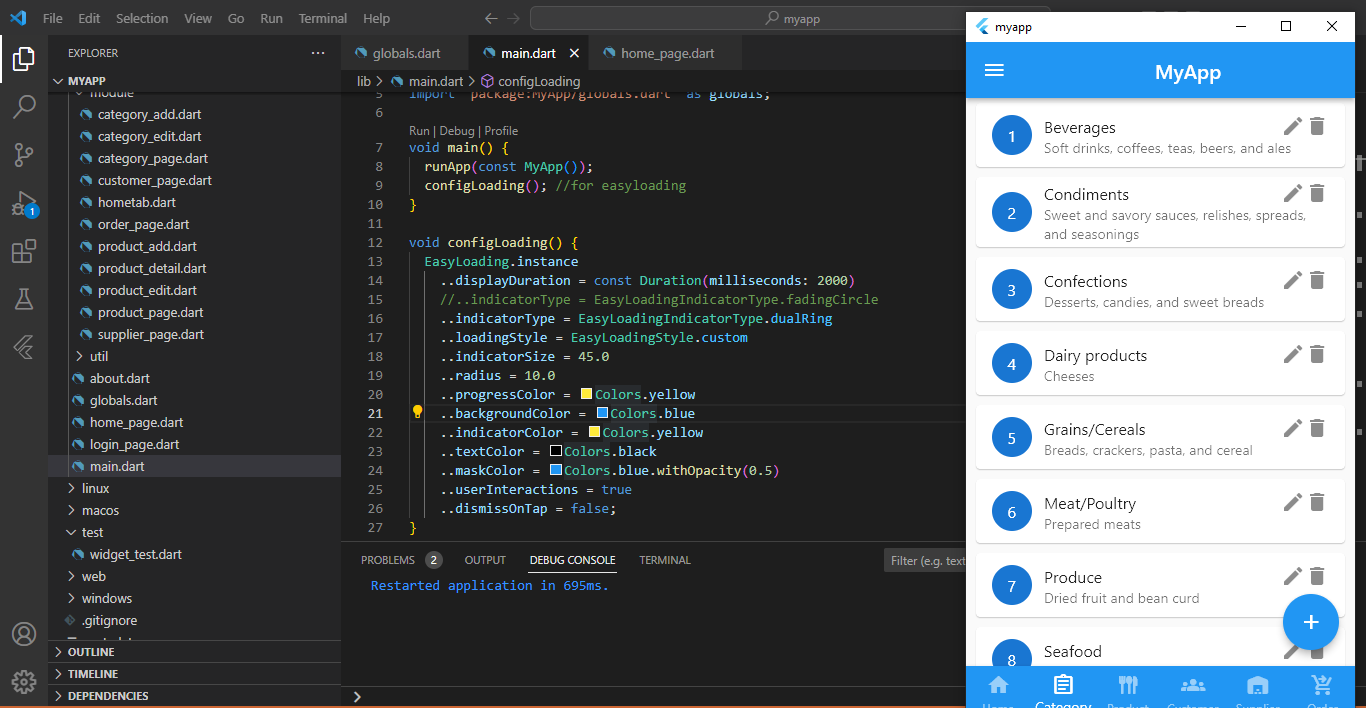 File Edit Selection View Go Run Terminal Help
myapp
EXPLORER
MYAPP
module
category_add.dart
category_edit.dart
category_page.dart
customer_page.dart
hometab.dart
order_page.dart
product_add.dart
product_detail.dart
product_edit.dart
product_page.dart
supplier_page.dart
util
about.dart
globals.dart
home_page.dart
login_page.dart
main.dart
linux
macos
test
widget_test.dart
web
windows
.gitignore
OUTLINE
TIMELINE
DEPENDENCIES
1
globals.dart main.dart home_page.dart
lib > main.dart > configLoading
5 import 'package:MyApp/globals.dart' as globals;
6
Run | Debug | Profile
7 void main() {
8 runApp(const MyApp());
9 configLoading(); //for easyloading
10 }
11
12 void configLoading() {
13 EasyLoading.instance
14 ..displayDuration = const Duration(milliseconds: 2000)
15 //..indicatorType = EasyLoadingIndicatorType.fadingCircle
16 ..indicatorType = EasyLoadingIndicatorType.dualRing
17 ..loadingStyle = EasyLoadingStyle.custom
18 ..indicatorSize = 45.0
19 ..radius = 10.0
20 ..progressColor = Colors.yellow
21 ..backgroundColor = Colors.blue
22 ..indicatorColor = Colors.yellow
23 ..textColor = Colors.black
24 ..maskColor = Colors.blue.withOpacity(0.5)
25 ..userInteractions = true
26 ..dismissOnTap = false;
27 }
PROBLEMS 2 OUTPUT DEBUG CONSOLE TERMINAL Filter (e.g. text
Restarted application in 695ms.
myapp
MyApp
1 Beverages
Soft drinks, coffees, teas, beers, and ales
2 Condiments
Sweet and savory sauces, relishes, spreads,
and seasonings
3 Confections
Desserts, candies, and sweet breads
4 Dairy products
Cheeses
5 Grains/Cereals
Breads, crackers, pasta, and cereal
6 Meat/Poultry
Prepared meats
7 Produce
Dried fruit and bean curd
8 Seafood
Home Category Product Customer Supplier Order